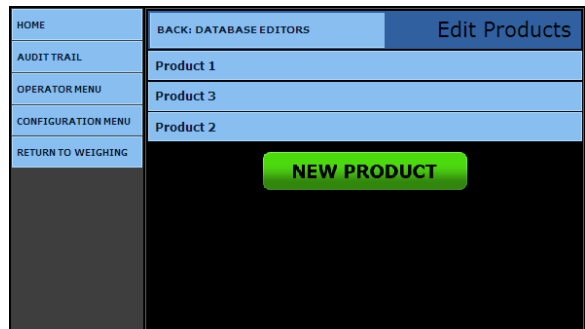 HOME
AUDIT TRAIL
OPERATOR MENU
CONFIGURATION MENU
RETURN TO WEIGHING
BACK: DATABASE EDITORS
Edit Products
Product 1
Product 3
Product 2
NEW PRODUCT